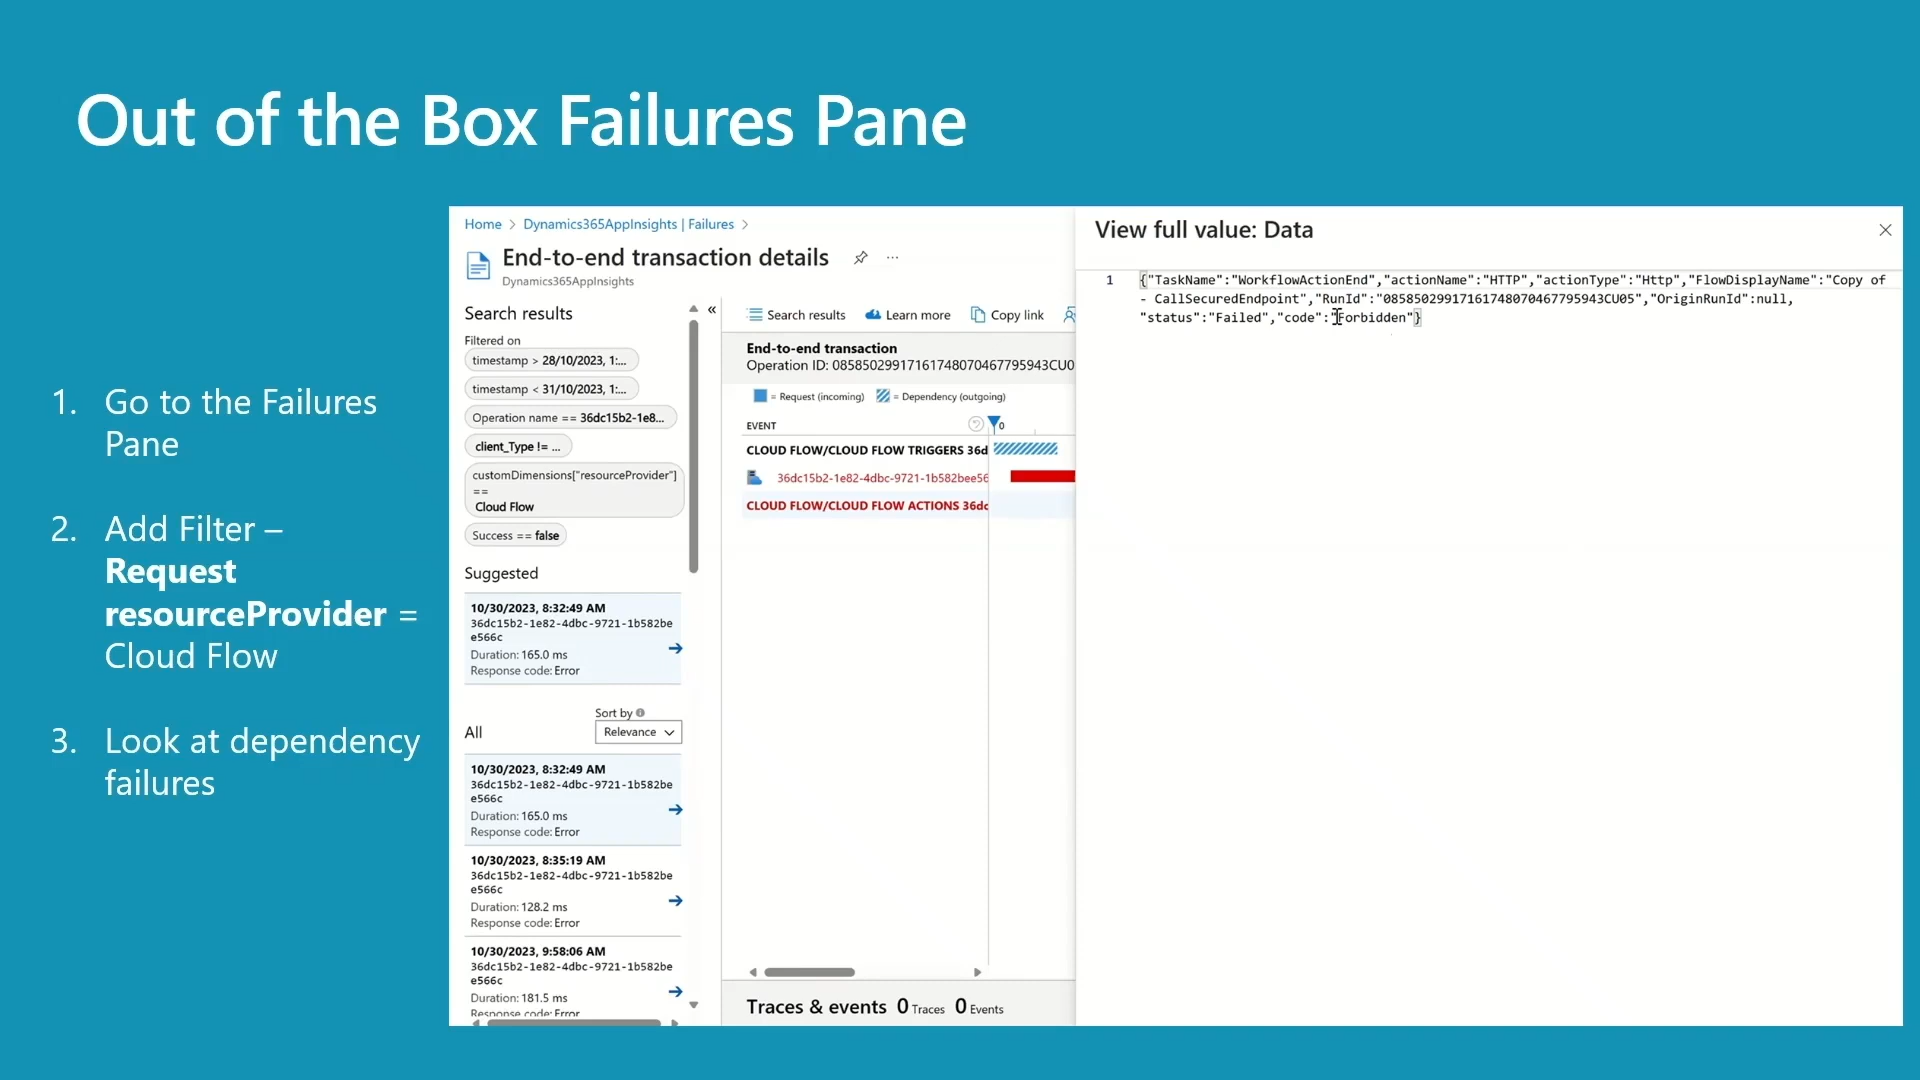 Out of the Box Failures Pane
1. Go to the Failures
Pane
2. Add Filter –
Request
resourceProvider =
Cloud Flow
3. Look at dependency
failures
Home > Dynamics365AppInsights | Failures >
End-to-end transaction details
Dynamics365AppInsights
Search results
Filtered on
timestamp > 28/10/2023, 1:...
timestamp < 31/10/2023, 1:...
Operation name == 36dc15b2-1e8...
client_Type != ...
customDimensions["resourceProvider"]
==
Cloud Flow
Success == false
Suggested
10/30/2023, 8:32:49 AM
36dc15b2-1e82-4dbc-9721-1b582be
e566c
Duration: 165.0 ms
Response code: Error
All
Sort by
Relevance
10/30/2023, 8:32:49 AM
36dc15b2-1e82-4dbc-9721-1b582be
e566c
Duration: 165.0 ms
Response code: Error
10/30/2023, 8:35:19 AM
36dc15b2-1e82-4dbc-9721-1b582be
e566c
Duration: 128.2 ms
Response code: Error
10/30/2023, 9:58:06 AM
36dc15b2-1e82-4dbc-9721-1b582be
e566c
Duration: 181.5 ms
Response code: Error
Search results Learn more Copy link
End-to-end transaction
Operation ID: 08585029917161748070467795943CU0
= Request (incoming) = Dependency (outgoing)
EVENT 0
CLOUD FLOW/CLOUD FLOW TRIGGERS 36d
36dc15b2-1e82-4dbc-9721-1b582bee56
CLOUD FLOW/CLOUD FLOW ACTIONS 36dc
Traces & events 0 Traces 0 Events
View full value: Data
1 {"TaskName":"WorkflowActionEnd","actionName":"HTTP","actionType":"Http","FlowDisplayName":"Copy of
- CallSecuredEndpoint","RunId":"08585029917161748070467795943CU05","OriginRunId":null,
"status":"Failed","code":"Forbidden"}